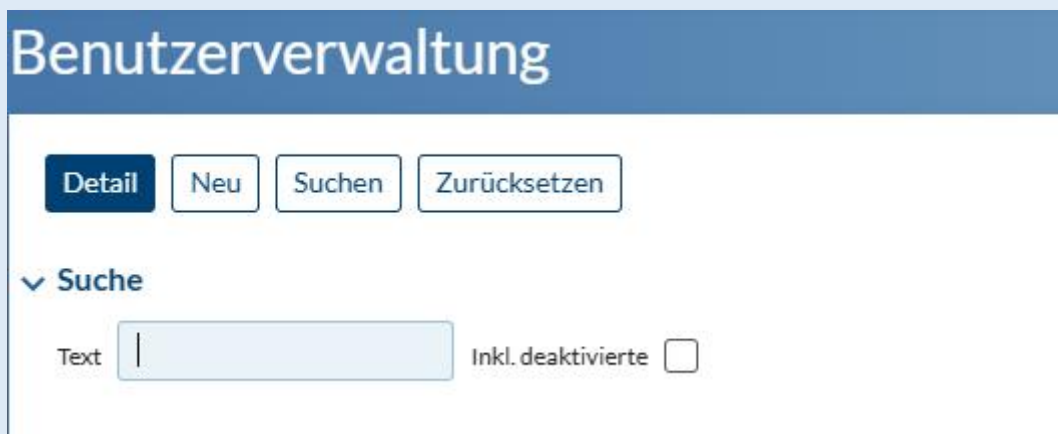 Benutzerverwaltung
Detail Neu Suchen Zurücksetzen
Suche
Text Inkl. deaktivierte